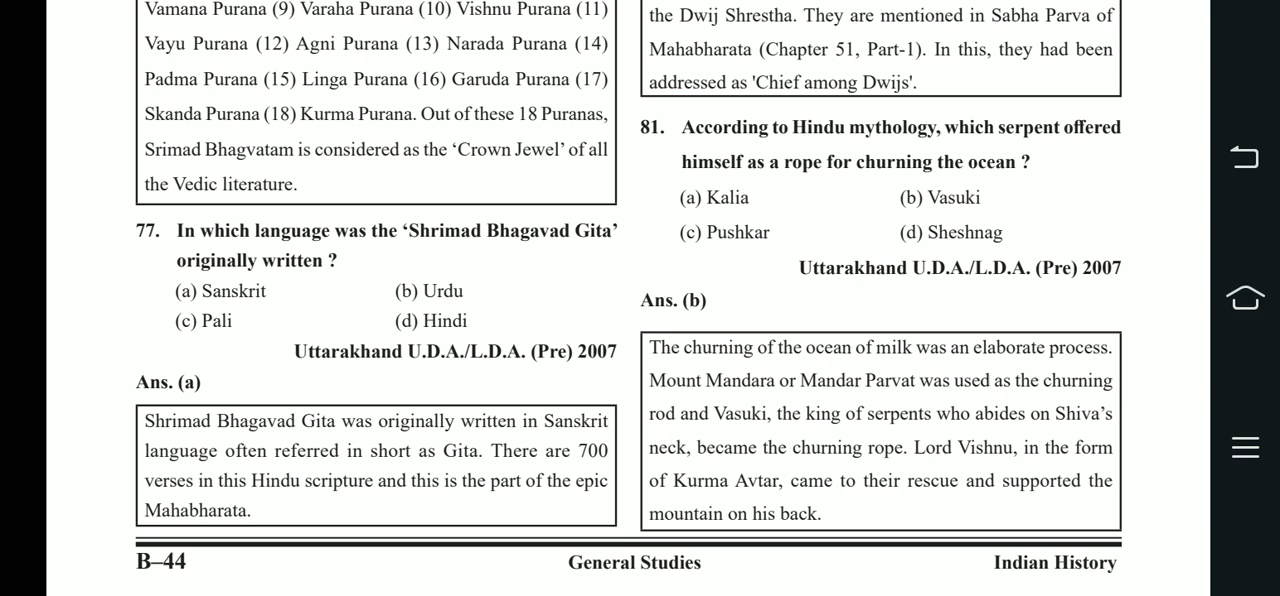 Vamana Purana (9) Varaha Purana (10) Vishnu Purana (11)
Vayu Purana (12) Agni Purana (13) Narada Purana (14)
Padma Purana (15) Linga Purana (16) Garuda Purana (17)
Skanda Purana (18) Kurma Purana. Out of these 18 Puranas,
Srimad Bhagvatam is considered as the ‘Crown Jewel’ of all
the Vedic literature.
77. In which language was the ‘Shrimad Bhagavad Gita’
originally written ?
(a) Sanskrit (b) Urdu
(c) Pali (d) Hindi
Uttarakhand U.D.A./L.D.A. (Pre) 2007
Ans. (a)
Shrimad Bhagavad Gita was originally written in Sanskrit
language often referred in short as Gita. There are 700
verses in this Hindu scripture and this is the part of the epic
Mahabharata.
the Dwij Shrestha. They are mentioned in Sabha Parva of
Mahabharata (Chapter 51, Part-1). In this, they had been
addressed as 'Chief among Dwijs'.
81. According to Hindu mythology, which serpent offered
himself as a rope for churning the ocean ?
(a) Kalia (b) Vasuki
(c) Pushkar (d) Sheshnag
Uttarakhand U.D.A./L.D.A. (Pre) 2007
Ans. (b)
The churning of the ocean of milk was an elaborate process.
Mount Mandara or Mandar Parvat was used as the churning
rod and Vasuki, the king of serpents who abides on Shiva’s
neck, became the churning rope. Lord Vishnu, in the form
of Kurma Avtar, came to their rescue and supported the
mountain on his back.
B–44 General Studies Indian History